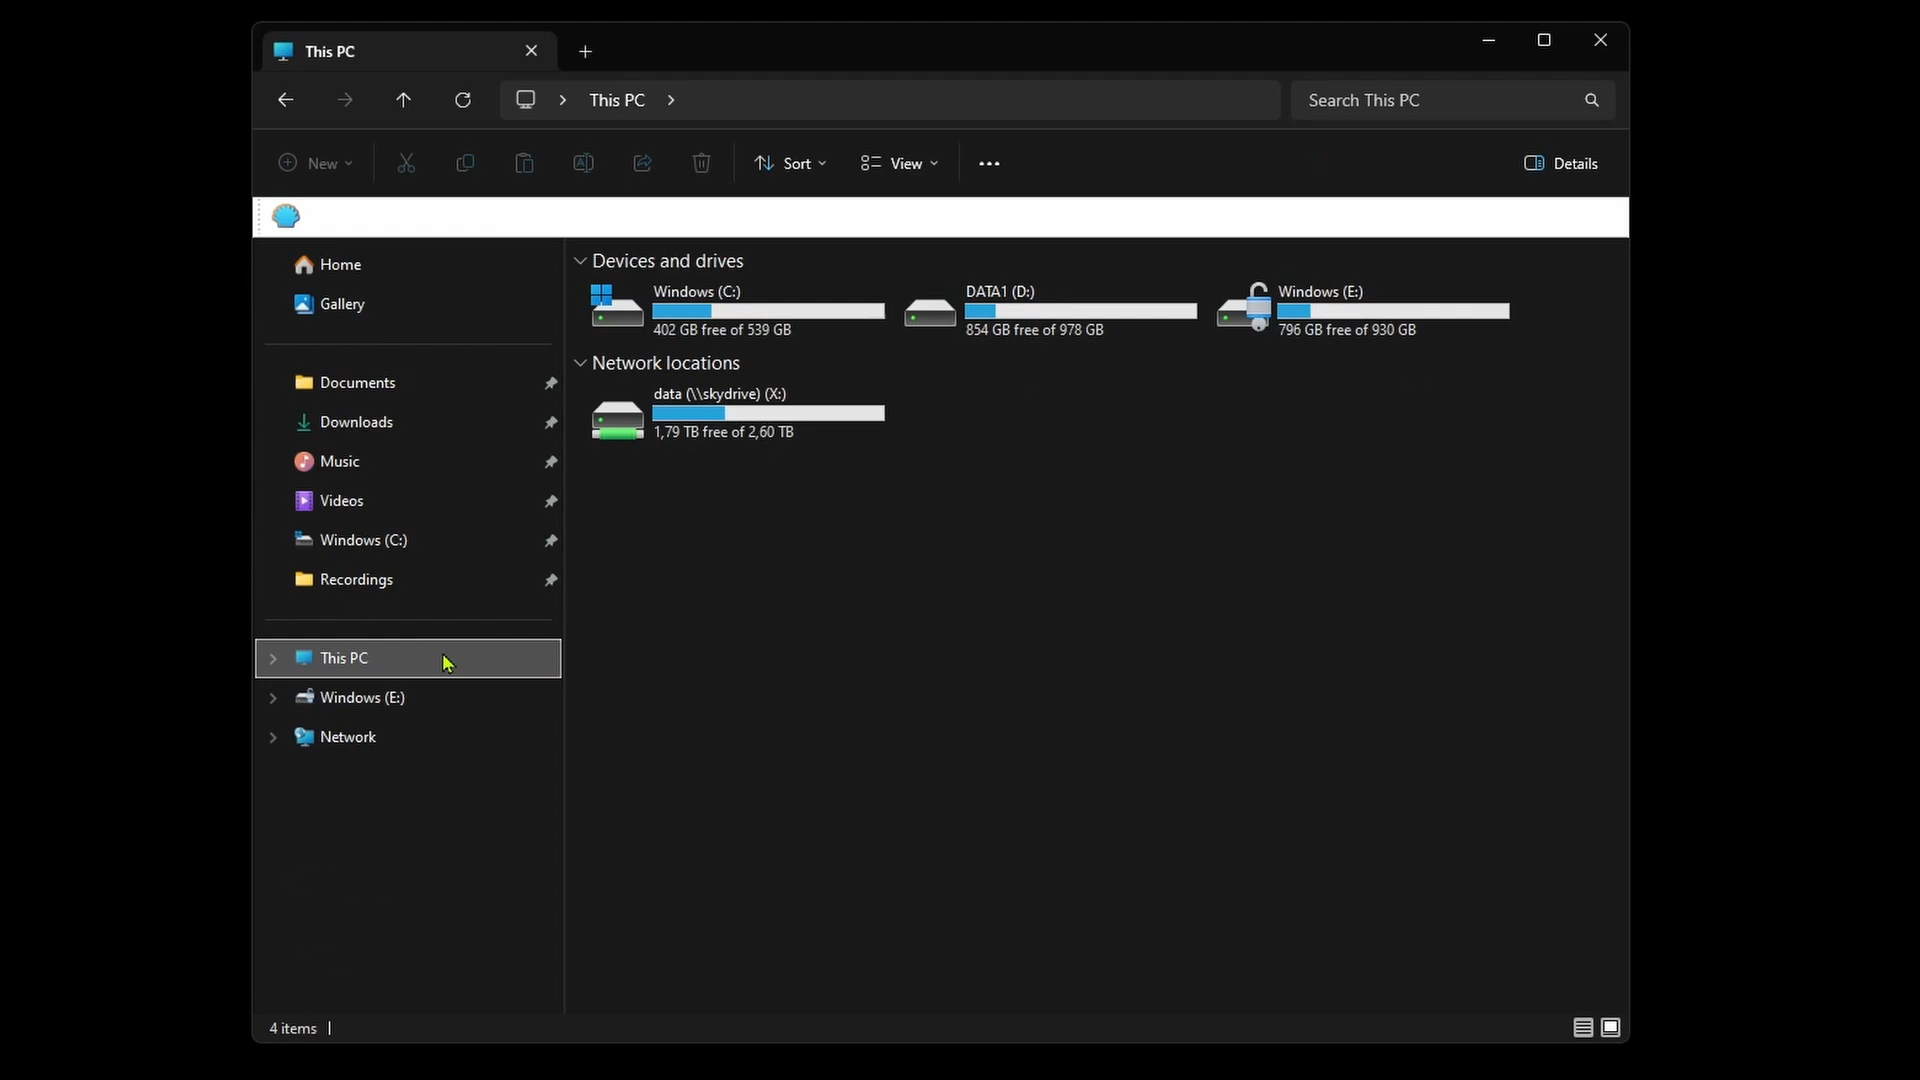 This PC
This PC
Search This PC
New
Sort
View
Details
Home
Gallery
Documents
Downloads
Music
Videos
Windows (C:)
Recordings
This PC
Windows (E:)
Network
Devices and drives
Windows (C:)
402 GB free of 539 GB
DATA1 (D:)
854 GB free of 978 GB
Windows (E:)
796 GB free of 930 GB
Network locations
data (\\skydrive) (X:)
1,79 TB free of 2,60 TB
4 items